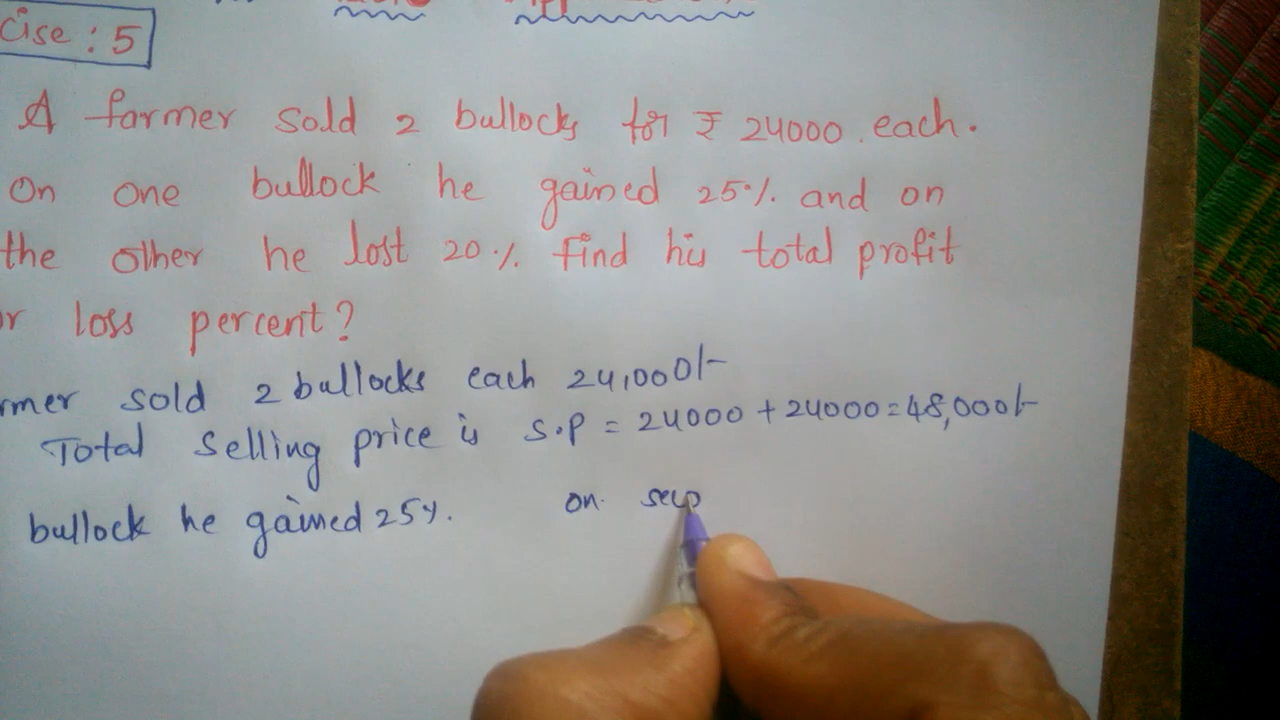 cise : 5
A farmer sold 2 bullocks for ₹ 24000 each.
On one bullock he gained 25% and on
the other he lost 20% Find his total profit
or loss percent?
rmer sold 2 bullocks each 24,000/-
Total selling price is S.P = 24000 + 24000 = 48,000/-
bullock he gained 25%. on seco